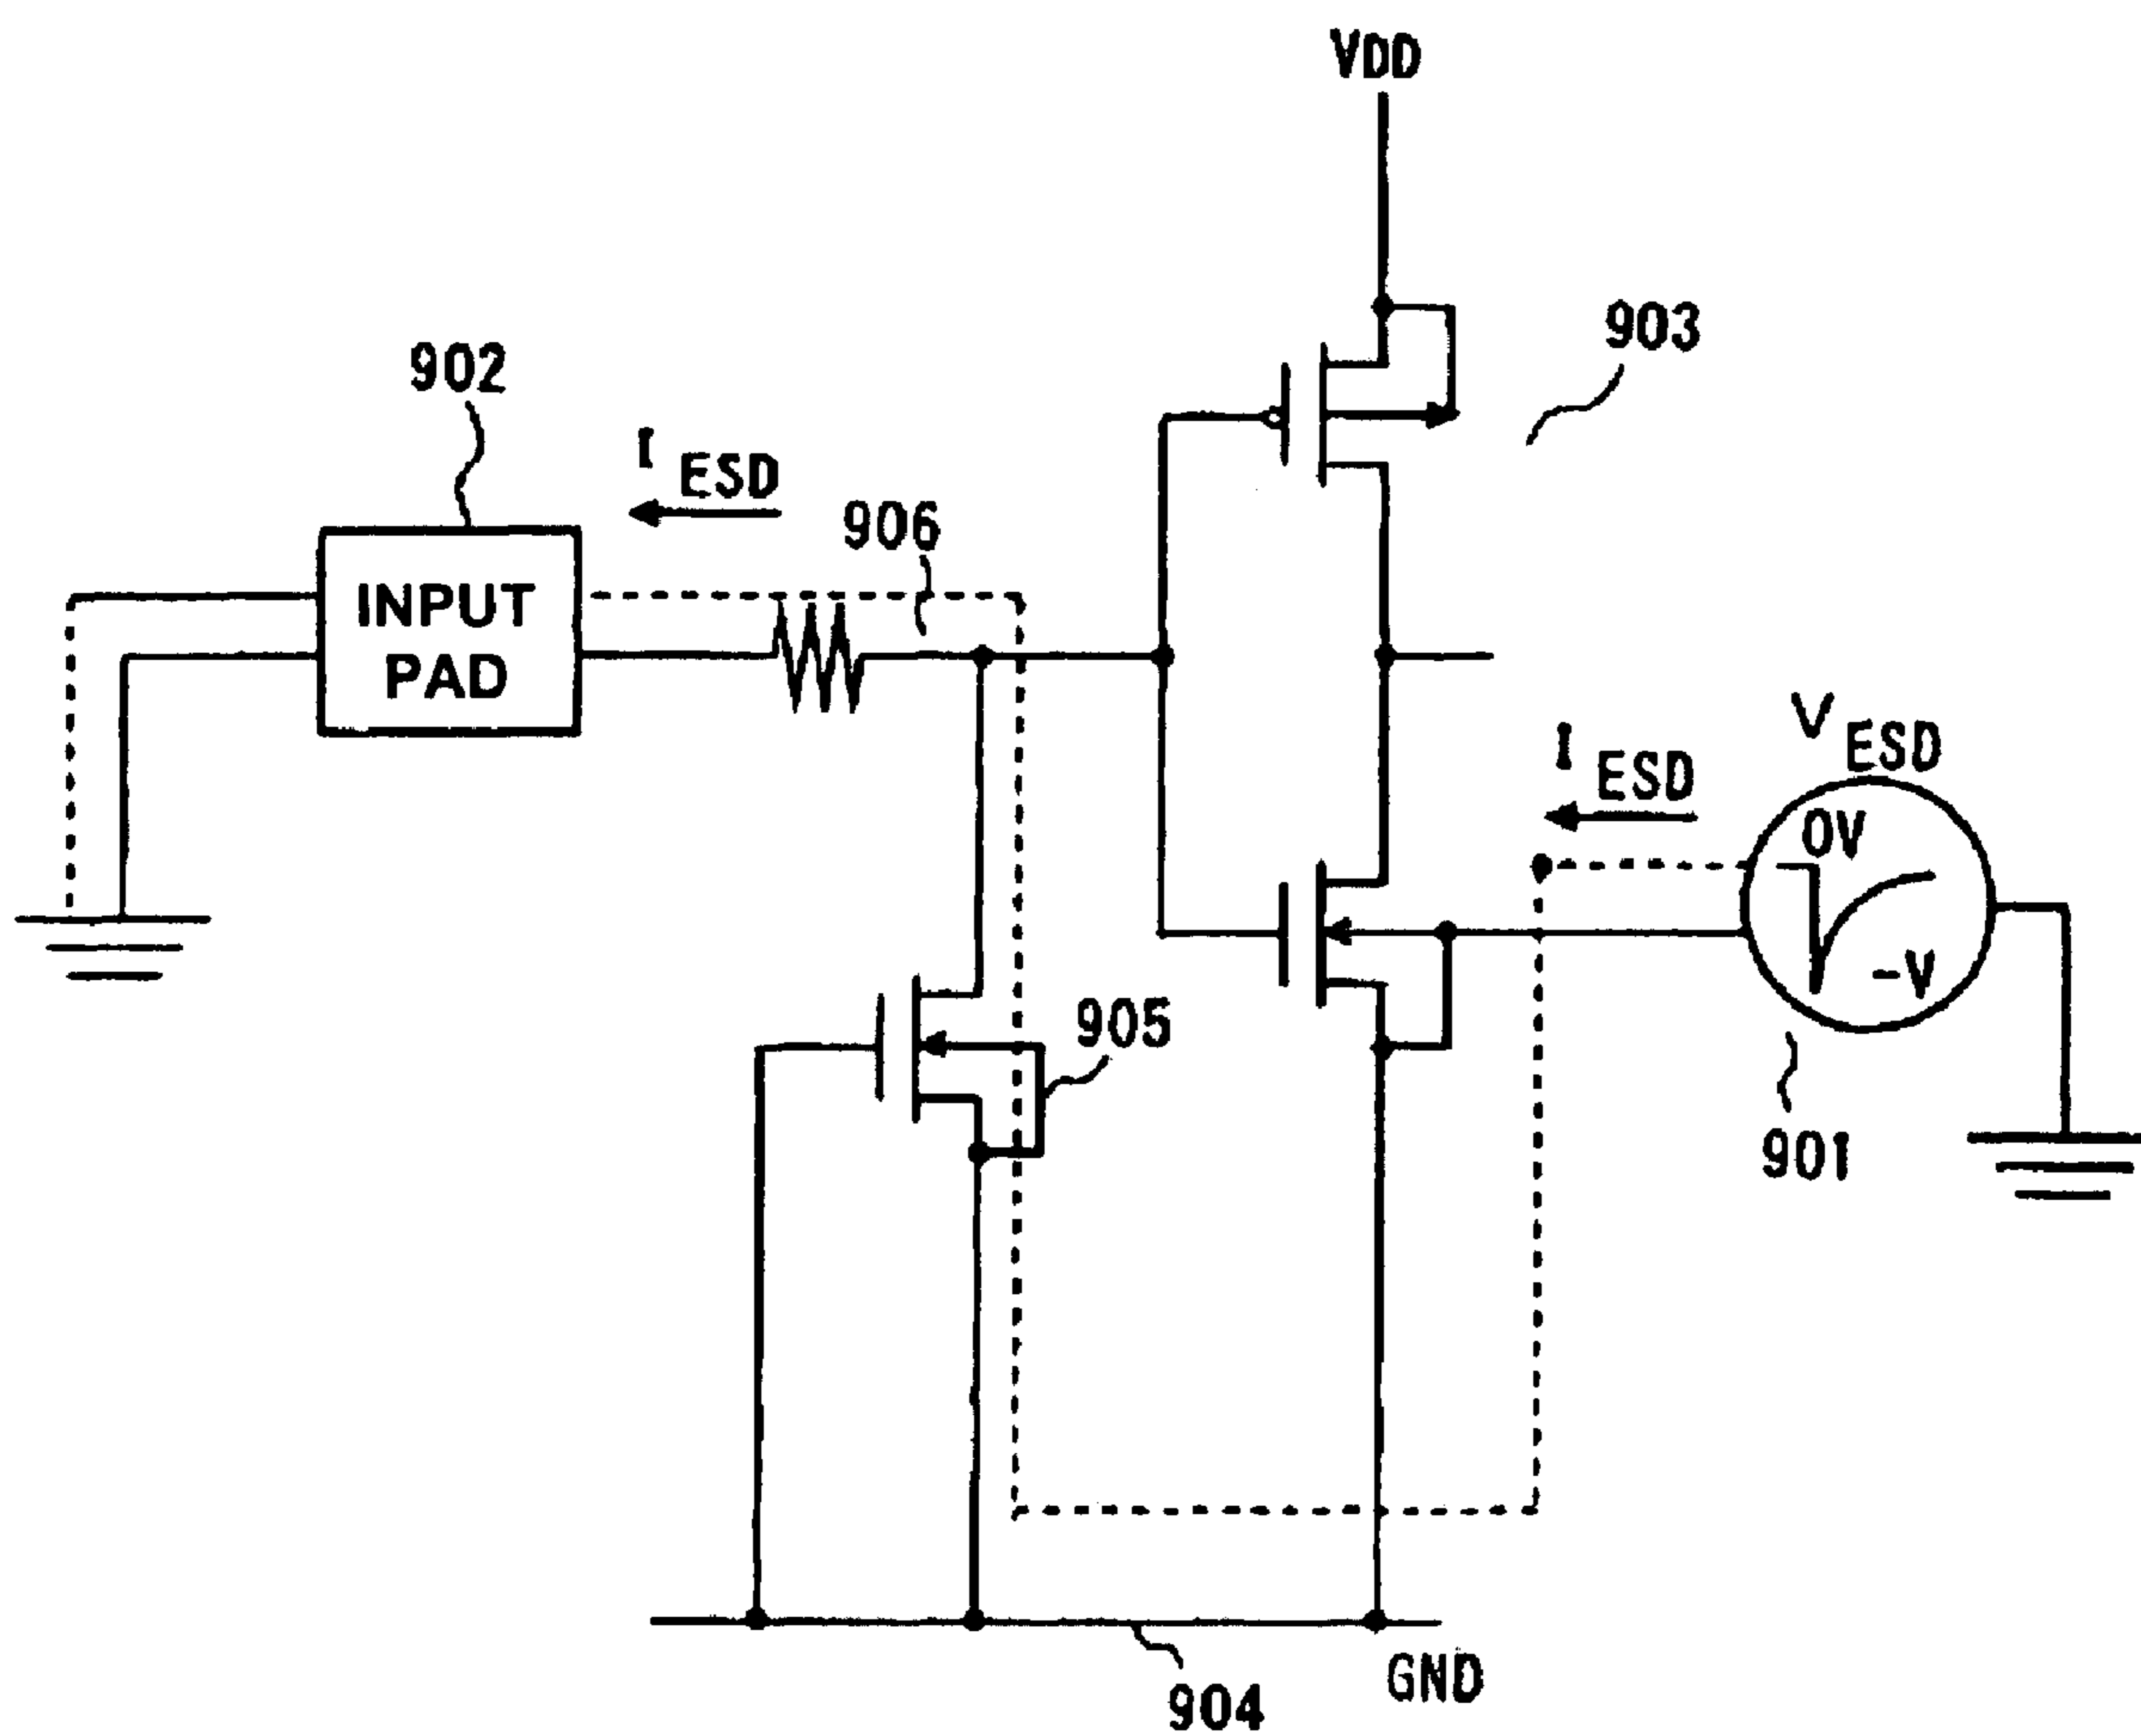 VDD
903
902
I ESD
906
INPUT
PAD
V ESD
I ESD
0V
-V
905
901
GND
904